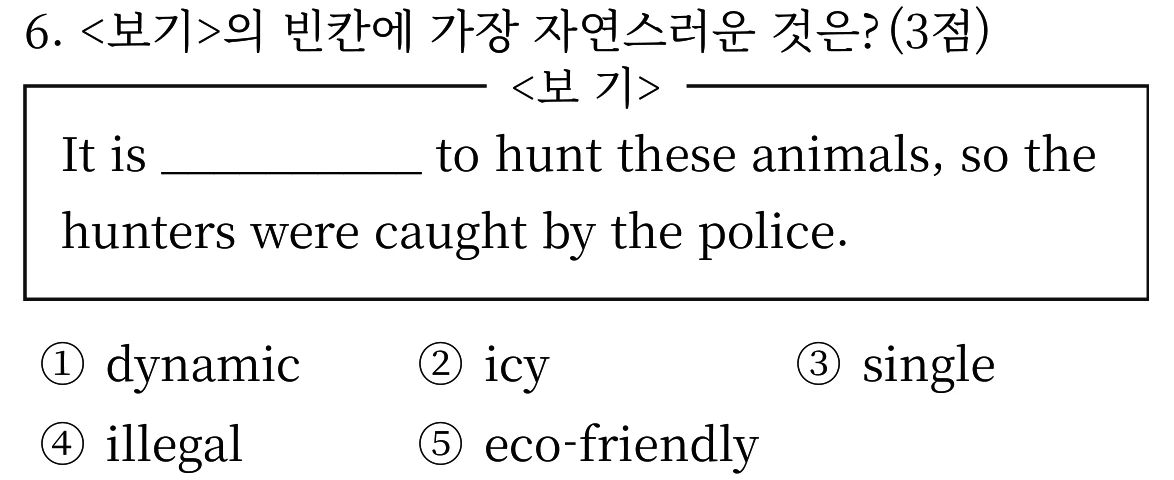 6. <보기>의 빈칸에 가장 자연스러운 것은?(3점)
<보 기>
It is __________ to hunt these animals, so the
hunters were caught by the police.
① dynamic ② icy ③ single
④ illegal ⑤ eco-friendly